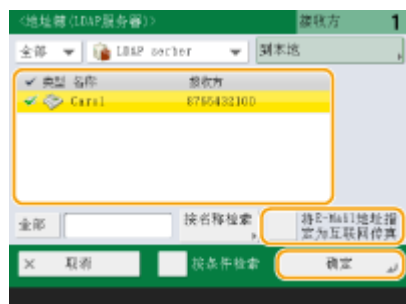 <地址簿(LDAP服务器)> 接收方 1
全部 LDAP secher 到本地
类型 名称 接收方
Carol 8755432100
全部 按名称检索 将E-Mail地址指
定为互联网传真
× 取消 按条件检索 确定